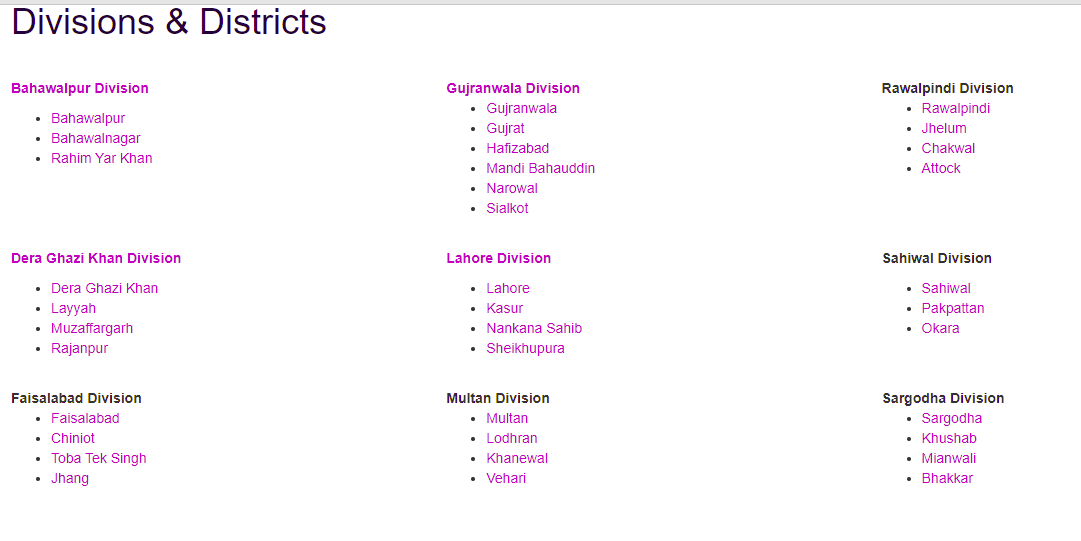 Divisions & Districts
Bahawalpur Division
Bahawalpur
Bahawalnagar
Rahim Yar Khan
Gujranwala Division
Gujranwala
Gujrat
Hafizabad
Mandi Bahauddin
Narowal
Sialkot
Rawalpindi Division
Rawalpindi
Jhelum
Chakwal
Attock
Dera Ghazi Khan Division
Dera Ghazi Khan
Layyah
Muzaffargarh
Rajanpur
Lahore Division
Lahore
Kasur
Nankana Sahib
Sheikhupura
Sahiwal Division
Sahiwal
Pakpattan
Okara
Faisalabad Division
Faisalabad
Chiniot
Toba Tek Singh
Jhang
Multan Division
Multan
Lodhran
Khanewal
Vehari
Sargodha Division
Sargodha
Khushab
Mianwali
Bhakkar